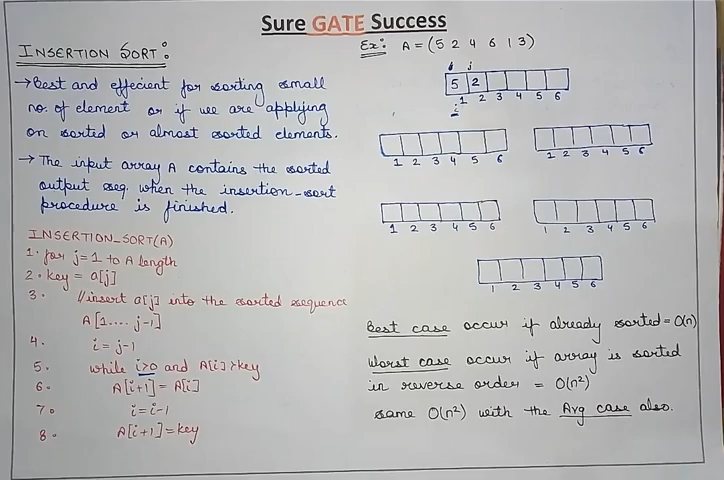 Sure GATE Success
INSERTION SORT:
→ Best and effecient for sorting small
no. of element or if we are applying
on sorted or almost sorted elements.
→ The input array A contains the sorted
output seq. when the insertion-sort
procedure is finished.
INSERTION_SORT(A)
1. for j=1 to A length
2. key = a[j]
3. //insert a[j] into the sorted sequence
A[1.... j-1]
4. i = j-1
5. while i>0 and A[i]>key
6. A[i+1] = A[i]
7. i = i-1
8. A[i+1] = key
Ex: A = (5 2 4 6 1 3)
j
5 2
1 2 3 4 5 6
i
1 2 3 4 5 6
1 2 3 4 5 6
1 2 3 4 5 6
1 2 3 4 5 6
1 2 3 4 5 6
Best case occur if already sorted = O(n)
Worst case occur if array is sorted
in reverse order = O(n²)
same O(n²) with the Avg case also.